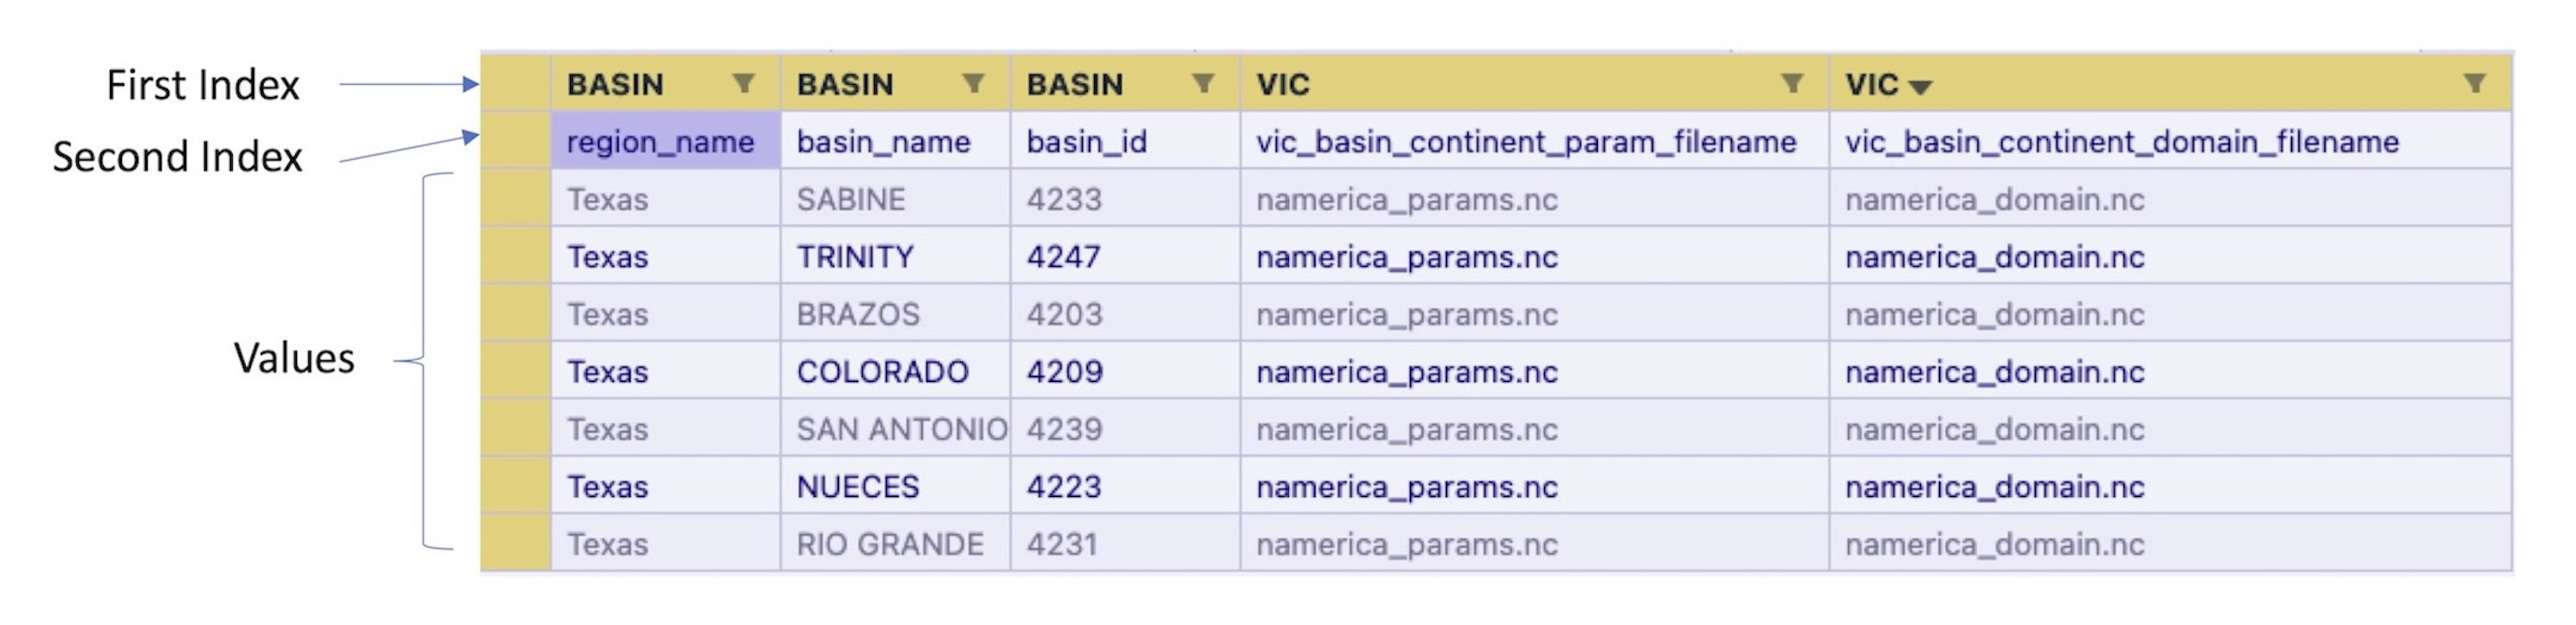 First Index
BASIN BASIN BASIN VIC VIC
Second Index
region_name basin_name basin_id vic_basin_continent_param_filename vic_basin_continent_domain_filename
Texas SABINE 4233 namerica_params.nc namerica_domain.nc
Texas TRINITY 4247 namerica_params.nc namerica_domain.nc
Texas BRAZOS 4203 namerica_params.nc namerica_domain.nc
Values
Texas COLORADO 4209 namerica_params.nc namerica_domain.nc
Texas SAN ANTONIO 4239 namerica_params.nc namerica_domain.nc
Texas NUECES 4223 namerica_params.nc namerica_domain.nc
Texas RIO GRANDE 4231 namerica_params.nc namerica_domain.nc